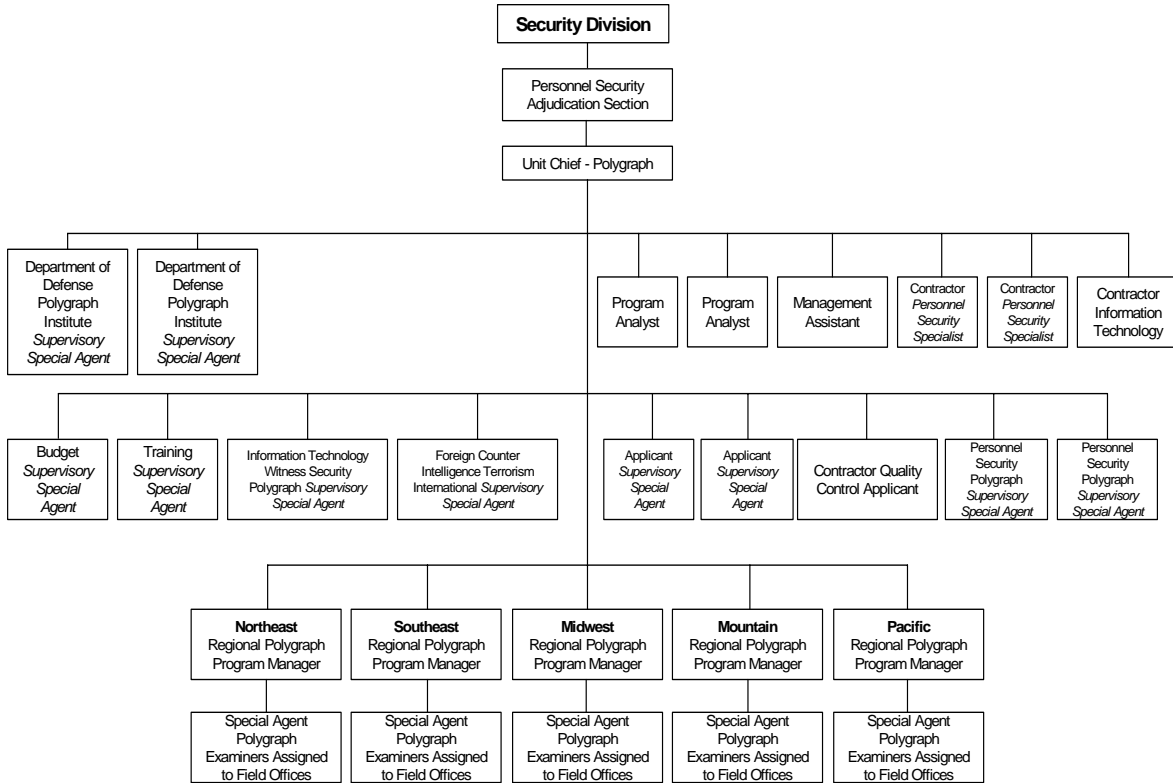 Security Division
Personnel Security
Adjudication Section
Unit Chief - Polygraph
Department of
Defense
Polygraph
Institute
Supervisory
Special Agent
Department of
Defense
Polygraph
Institute
Supervisory
Special Agent
Program
Analyst
Program
Analyst
Management
Assistant
Contractor
Personnel
Security
Specialist
Contractor
Personnel
Security
Specialist
Contractor
Information
Technology
Budget
Supervisory
Special
Agent
Training
Supervisory
Special
Agent
Information Technology
Witness Security
Polygraph Supervisory
Special Agent
Foreign Counter
Intelligence Terrorism
International Supervisory
Special Agent
Applicant
Supervisory
Special
Agent
Applicant
Supervisory
Special
Agent
Contractor Quality
Control Applicant
Personnel
Security
Polygraph
Supervisory
Special Agent
Personnel
Security
Polygraph
Supervisory
Special Agent
Northeast
Regional Polygraph
Program Manager
Southeast
Regional Polygraph
Program Manager
Midwest
Regional Polygraph
Program Manager
Mountain
Regional Polygraph
Program Manager
Pacific
Regional Polygraph
Program Manager
Special Agent
Polygraph
Examiners Assigned
to Field Offices
Special Agent
Polygraph
Examiners Assigned
to Field Offices
Special Agent
Polygraph
Examiners Assigned
to Field Offices
Special Agent
Polygraph
Examiners Assigned
to Field Offices
Special Agent
Polygraph
Examiners Assigned
to Field Offices